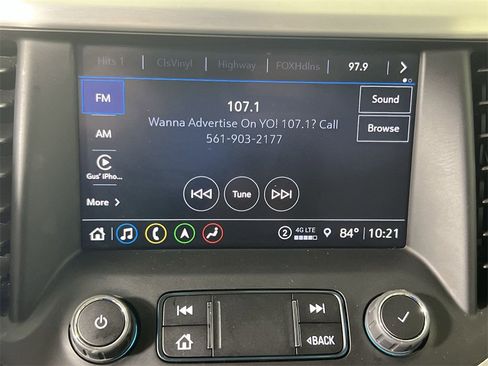 Hits 1 ClsVinyl Highway FOXHdlns 97.9
FM
107.1
Sound
Wanna Advertise On YO! 107.1? Call
561-903-2177
Browse
AM
Gus' iPho...
Tune
More
2 4G LTE 84° 10:21
BACK